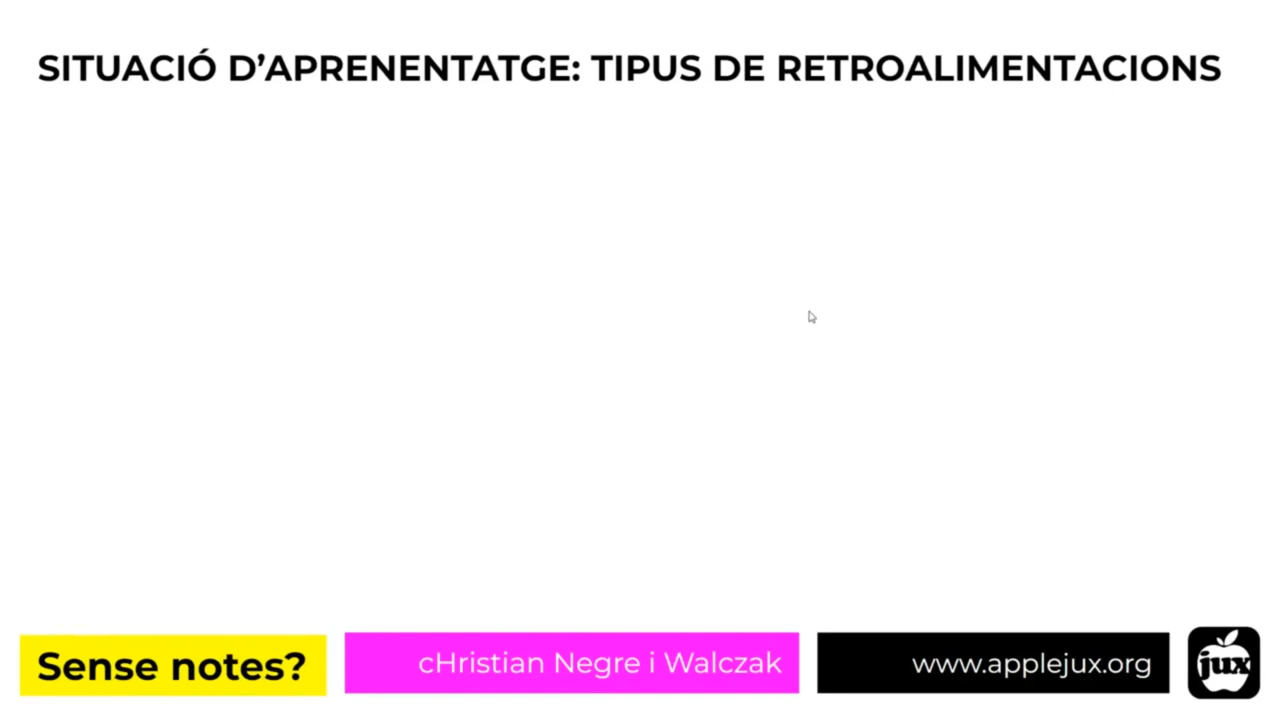 SITUACIÓ D’APRENENTATGE: TIPUS DE RETROALIMENTACIONS
Sense notes?
cHristian Negre i Walczak
www.applejux.org
jux